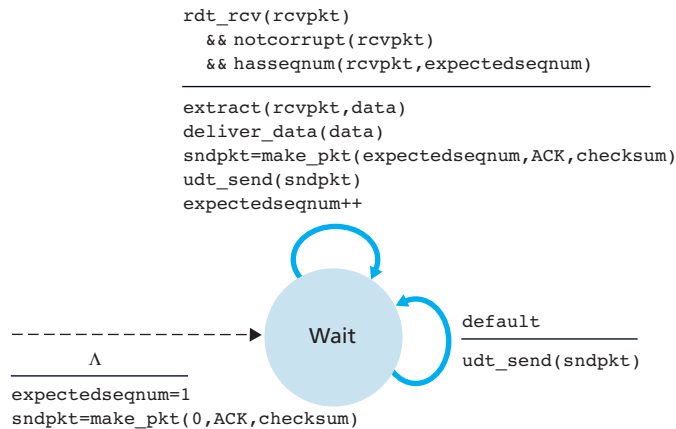 rdt_rcv(rcvpkt)
&& notcorrupt(rcvpkt)
&& hasseqnum(rcvpkt,expectedseqnum)
extract(rcvpkt,data)
deliver_data(data)
sndpkt=make_pkt(expectedseqnum,ACK,checksum)
udt_send(sndpkt)
expectedseqnum++
Wait
default
udt_send(sndpkt)
Λ
expectedseqnum=1
sndpkt=make_pkt(0,ACK,checksum)